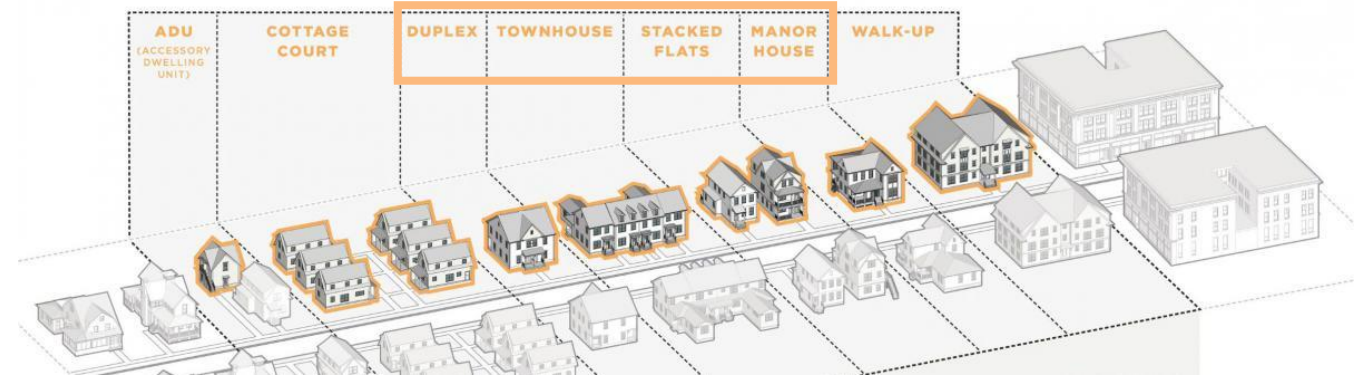 ADU
(ACCESSORY
DWELLING
UNIT)
COTTAGE
COURT
DUPLEX
TOWNHOUSE
STACKED
FLATS
MANOR
HOUSE
WALK-UP